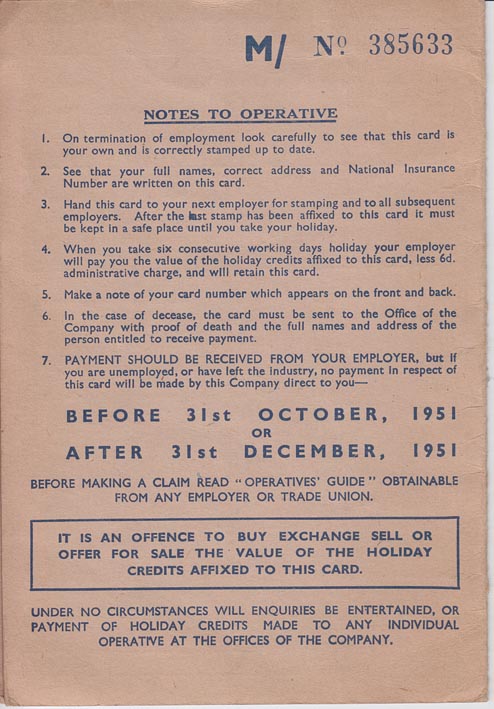 M/ Nº 385633
NOTES TO OPERATIVE
1. On termination of employment look carefully to see that this card is
your own and is correctly stamped up to date.
2. See that your full names, correct address and National Insurance
Number are written on this card.
3. Hand this card to your next employer for stamping and to all subsequent
employers. After the last stamp has been affixed to this card it must
be kept in a safe place until you take your holiday.
4. When you take six consecutive working days holiday your employer
will pay you the value of the holiday credits affixed to this card, less 6d.
administrative charge, and will retain this card.
5. Make a note of your card number which appears on the front and back.
6. In the case of decease, the card must be sent to the Office of the
Company with proof of death and the full names and address of the
person entitled to receive payment.
7. PAYMENT SHOULD BE RECEIVED FROM YOUR EMPLOYER, but if
you are unemployed, or have left the industry, no payment in respect of
this card will be made by this Company direct to you—
BEFORE 31st OCTOBER, 1951
OR
AFTER 31st DECEMBER, 1951
BEFORE MAKING A CLAIM READ "OPERATIVES' GUIDE" OBTAINABLE
FROM ANY EMPLOYER OR TRADE UNION.
IT IS AN OFFENCE TO BUY EXCHANGE SELL OR
OFFER FOR SALE THE VALUE OF THE HOLIDAY
CREDITS AFFIXED TO THIS CARD.
UNDER NO CIRCUMSTANCES WILL ENQUIRIES BE ENTERTAINED, OR
PAYMENT OF HOLIDAY CREDITS MADE TO ANY INDIVIDUAL
OPERATIVE AT THE OFFICES OF THE COMPANY.